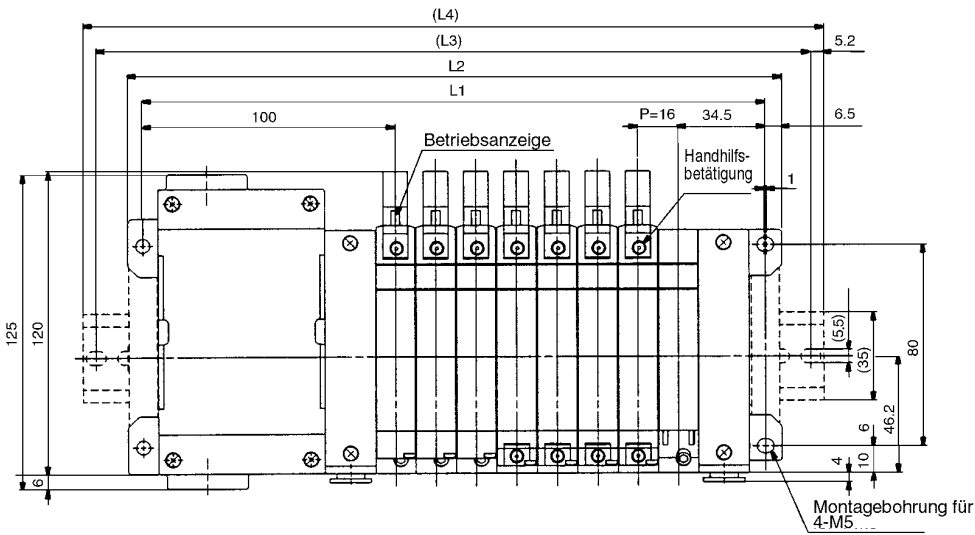 (L4)
(L3)
5.2
L2
L1
100
P=16
34.5
6.5
Betriebsanzeige
Handhilfs-
betätigung
1
125
120
6
(5,5)
(35)
80
46.2
6
10
4
Montagebohrung für
4-M5